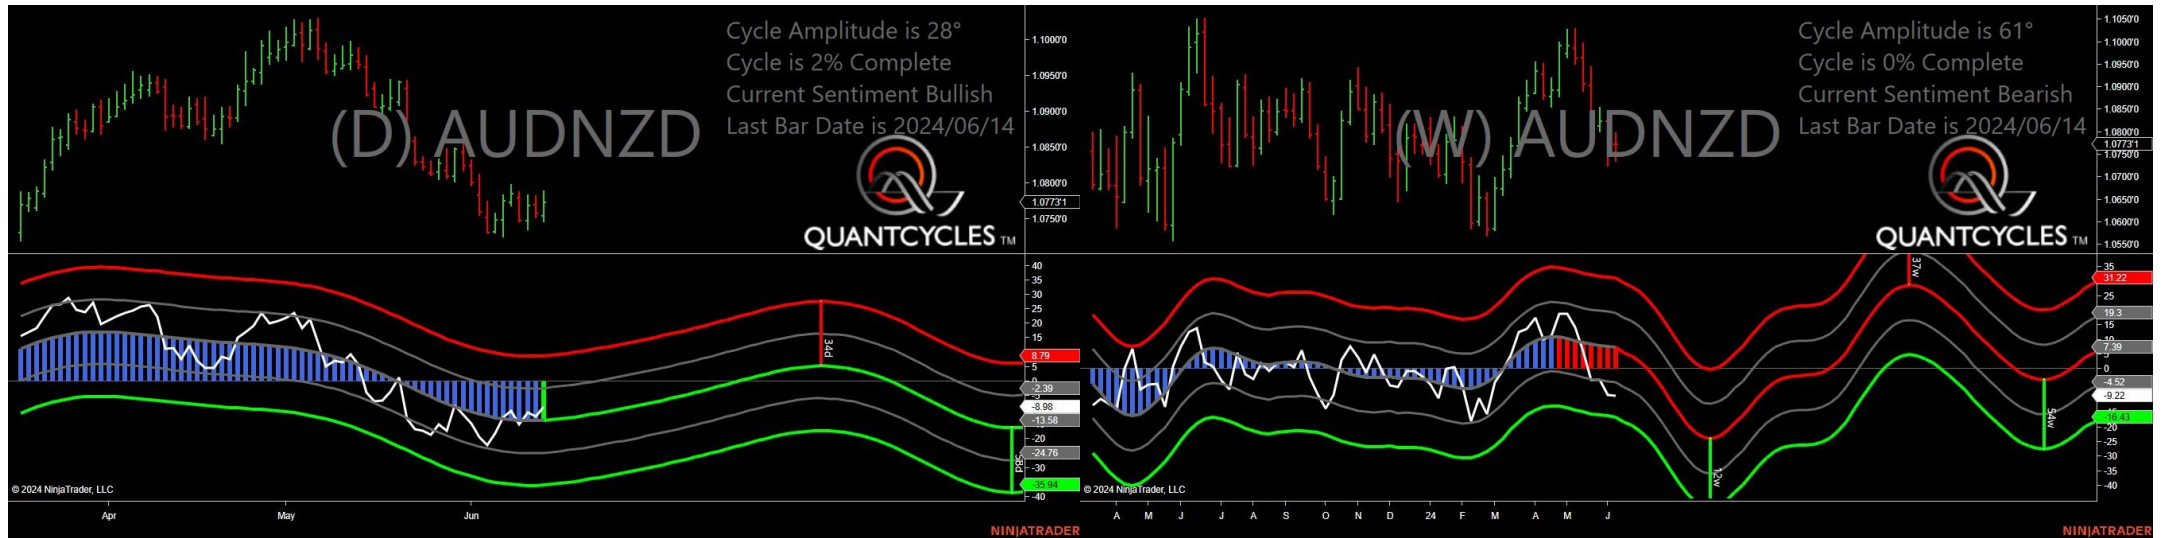 Cycle Amplitude is 28°
Cycle is 2% Complete
Current Sentiment Bullish
Last Bar Date is 2024/06/14
(D) AUDNZD
QUANTCYCLES TM
1.1000'0
1.0950'0
1.0900'0
1.0850'0
1.0800'0
1.0773'1
1.0750'0
40
35
30
25
20
15
8.79
5
0
-2.39
-8.98
-13.58
-20
-24.76
-30
-35.94
-40
34d
58d
© 2024 NinjaTrader, LLC
Apr May Jun
NINJATRADER
Cycle Amplitude is 61°
Cycle is 0% Complete
Current Sentiment Bearish
Last Bar Date is 2024/06/14
(W) AUDNZD
QUANTCYCLES TM
1.1050'0
1.1000'0
1.0950'0
1.0900'0
1.0850'0
1.0800'0
1.0773'1
1.0750'0
1.0700'0
1.0650'0
1.0600'0
1.0550'0
35
31.22
25
19.3
15
7.39
5
0
-4.52
-9.22
-16.43
-20
-25
-30
-35
-40
37w
12w
54w
© 2024 NinjaTrader, LLC
A M J J A S O N D 24 F M A M J
NINJATRADER